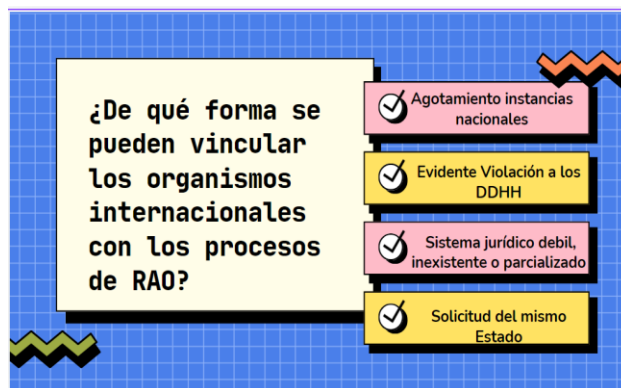 ¿De qué forma se
pueden vincular
los organismos
internacionales
con los procesos
de RAO?
Agotamiento instancias
nacionales
Evidente Violación a los
DDHH
Sistema jurídico debil,
inexistente o parcializado
Solicitud del mismo
Estado